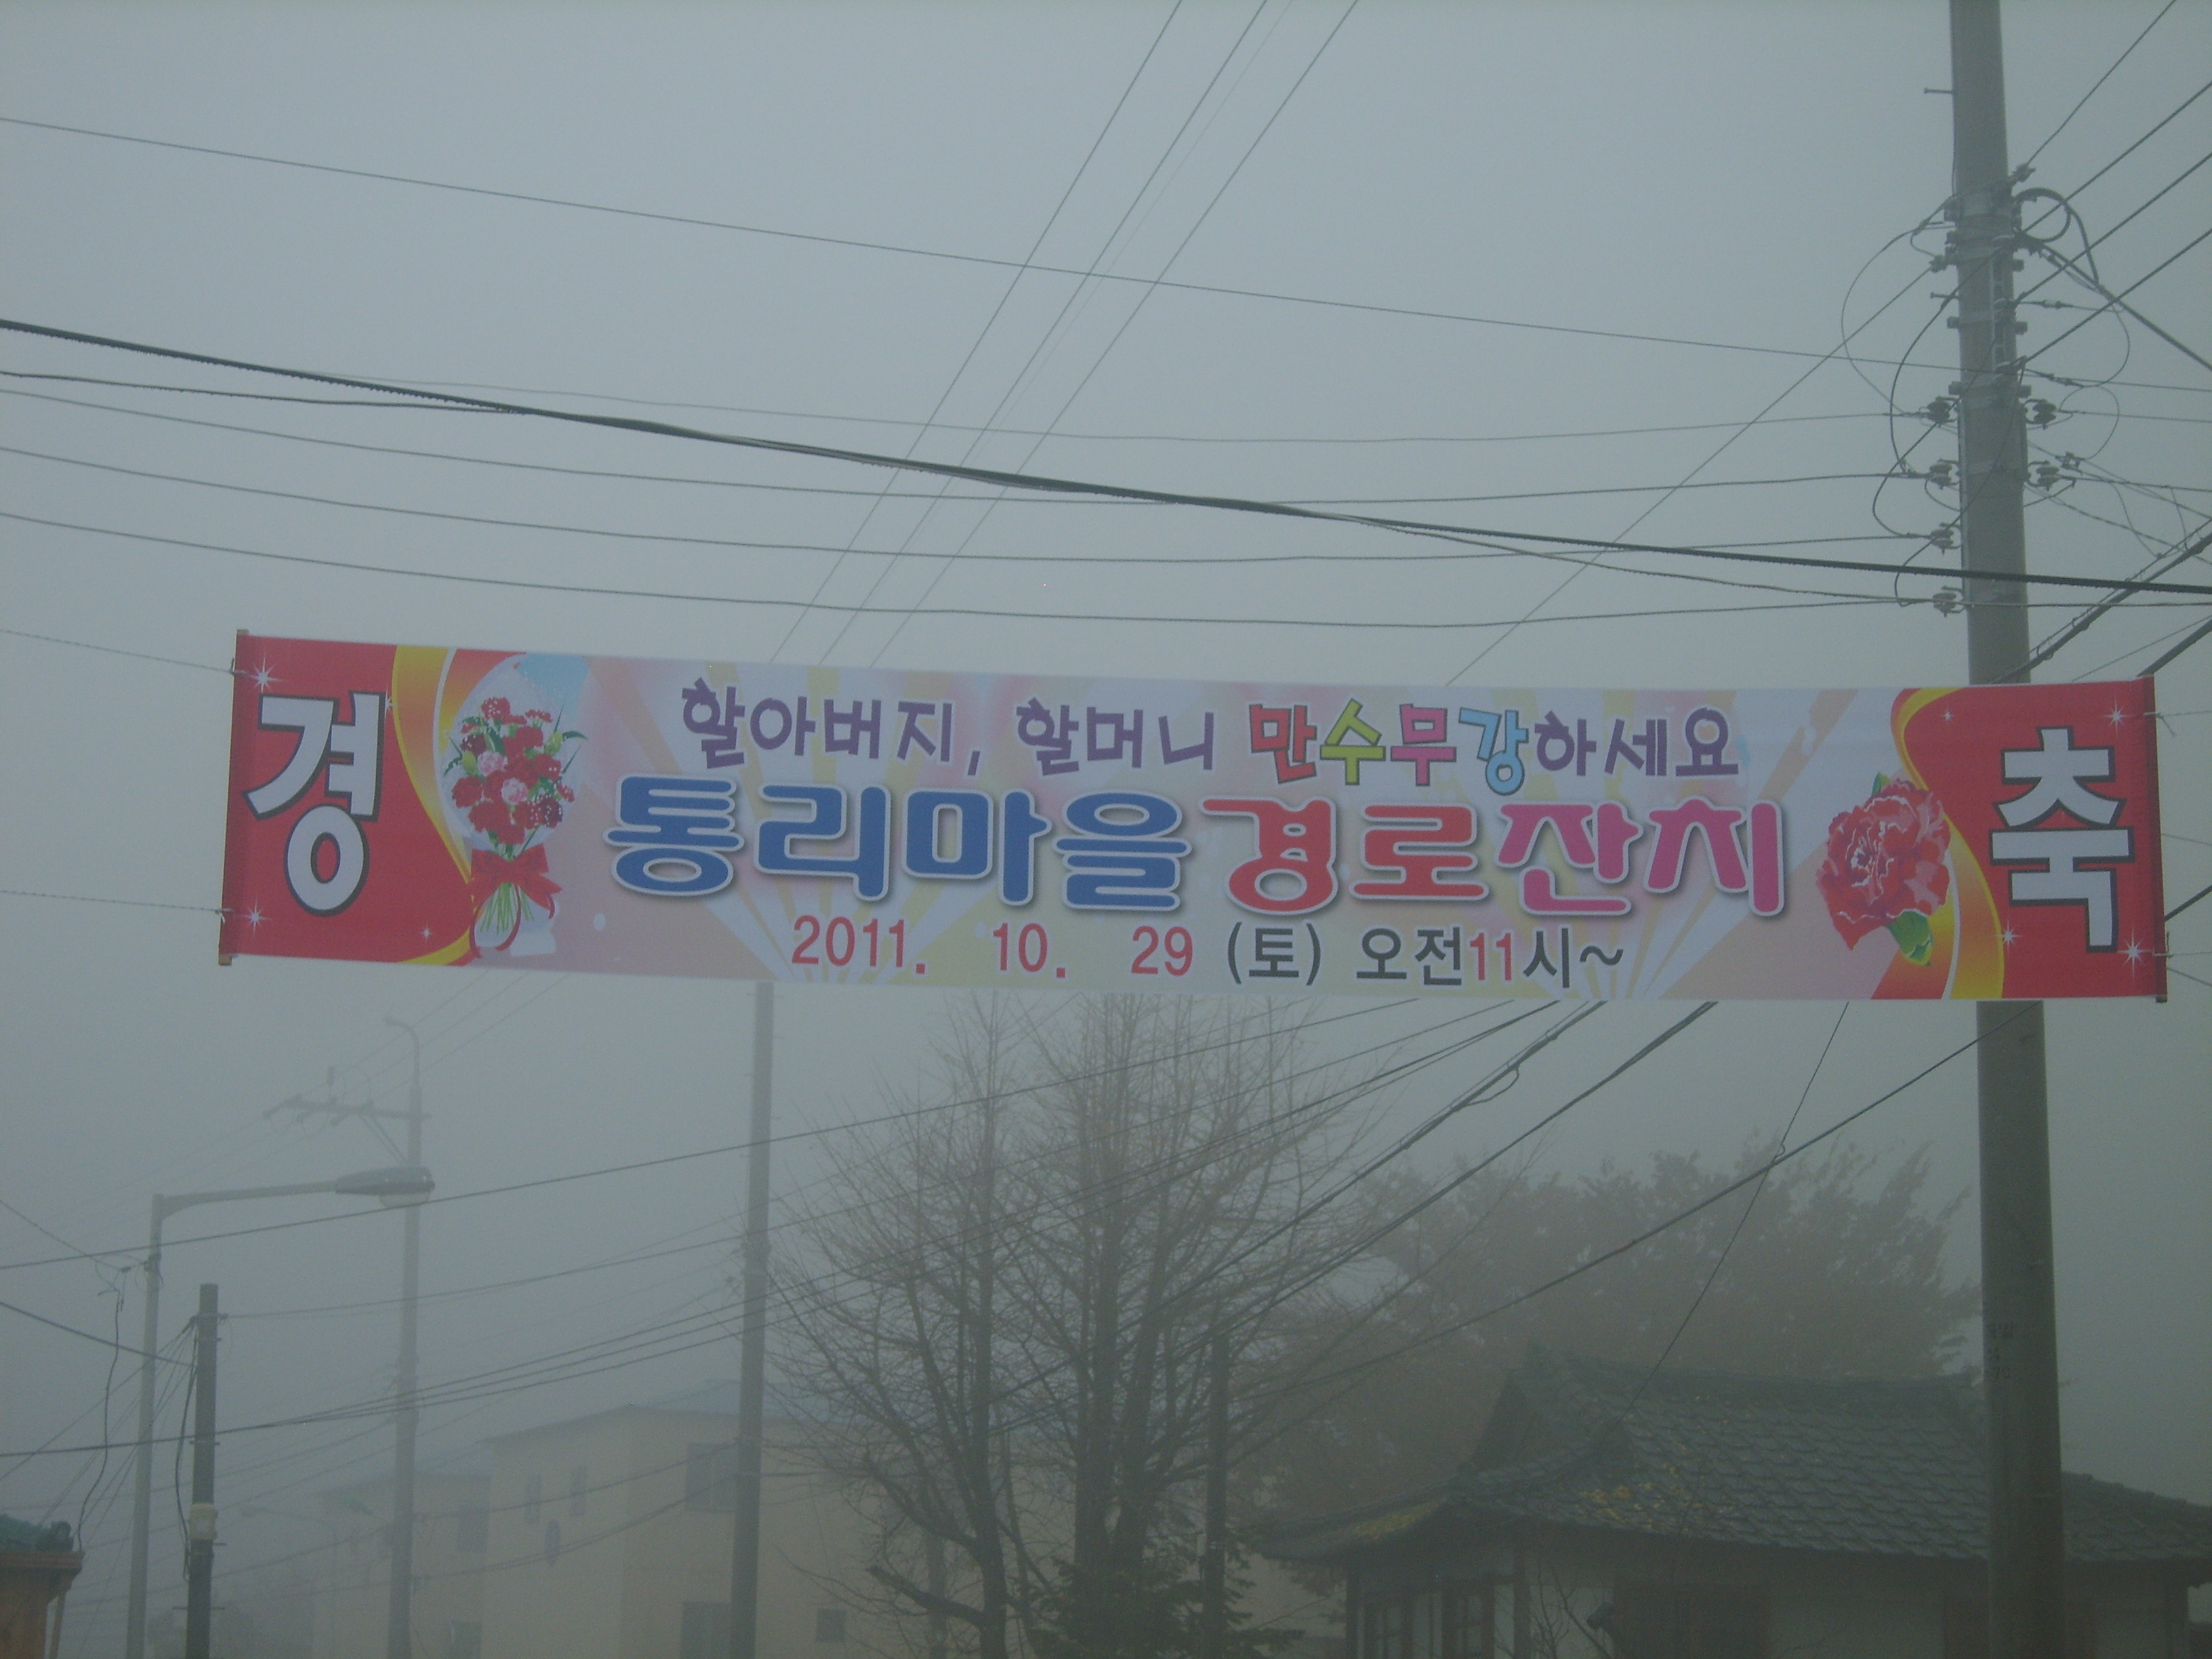 경 축
할아버지, 할머니 만수무강하세요
통리마을경로잔치
2011. 10. 29 (토) 오전11시~